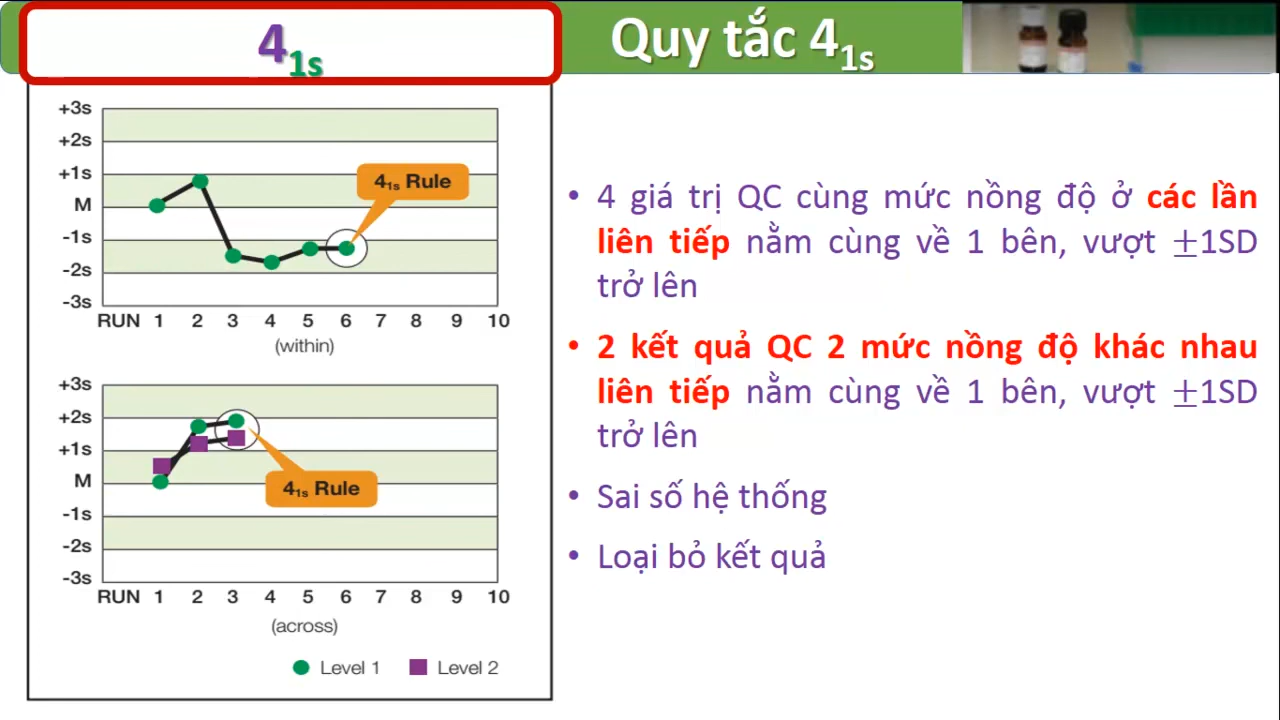 41s
Quy tắc 41s
+3s
+2s
+1s
M
-1s
-2s
-3s
41s Rule
RUN 1 2 3 4 5 6 7 8 9 10
(within)
+3s
+2s
+1s
M
-1s
-2s
-3s
41s Rule
RUN 1 2 3 4 5 6 7 8 9 10
(across)
Level 1 Level 2
• 4 giá trị QC cùng mức nồng độ ở các lần
liên tiếp nằm cùng về 1 bên, vượt ±1SD
trở lên
• 2 kết quả QC 2 mức nồng độ khác nhau
liên tiếp nằm cùng về 1 bên, vượt ±1SD
trở lên
• Sai số hệ thống
• Loại bỏ kết quả